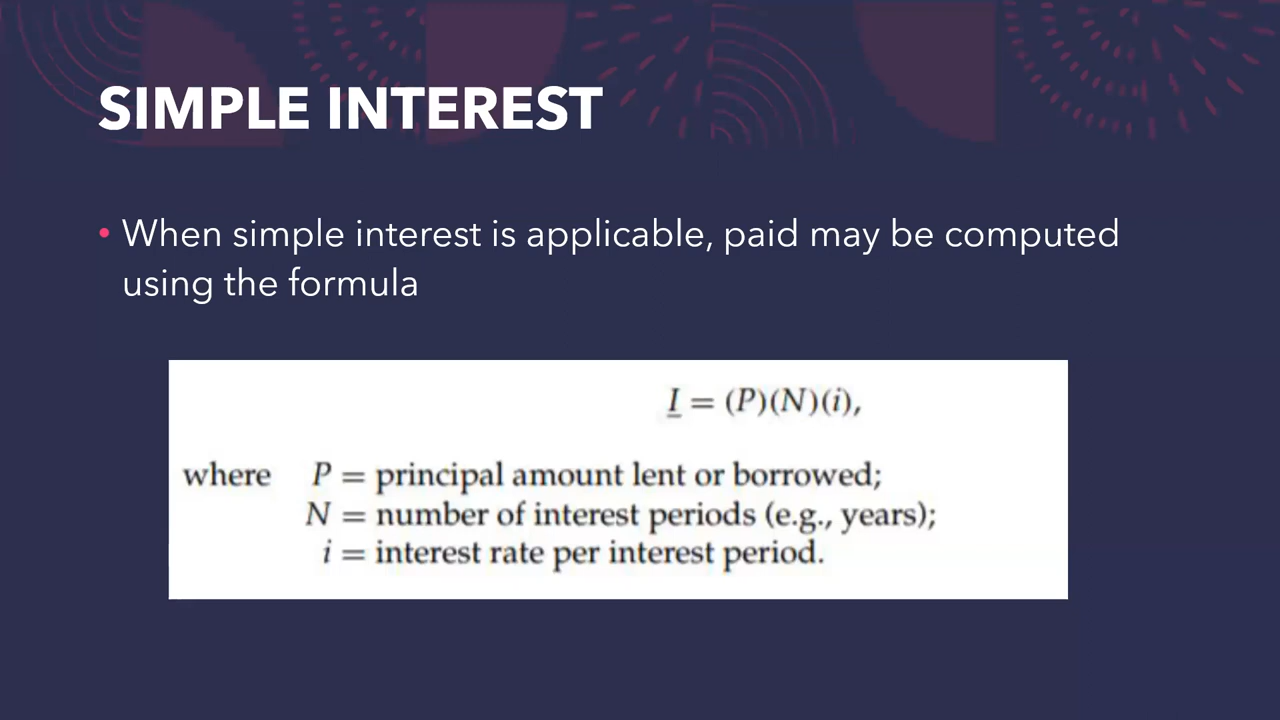 SIMPLE INTEREST
• When simple interest is applicable, paid may be computed
using the formula
I = (P)(N)(i),
where P = principal amount lent or borrowed;
N = number of interest periods (e.g., years);
i = interest rate per interest period.